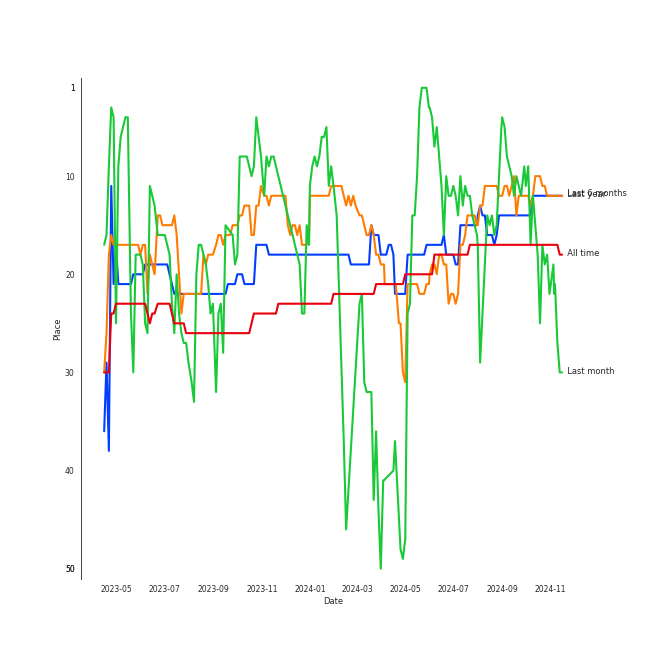 1
10
20
30
40
50
Place
2023-05
2023-07
2023-09
2023-11
2024-01
2024-03
2024-05
2024-07
2024-09
2024-11
Date
Last 6 months
Last year
All time
Last month